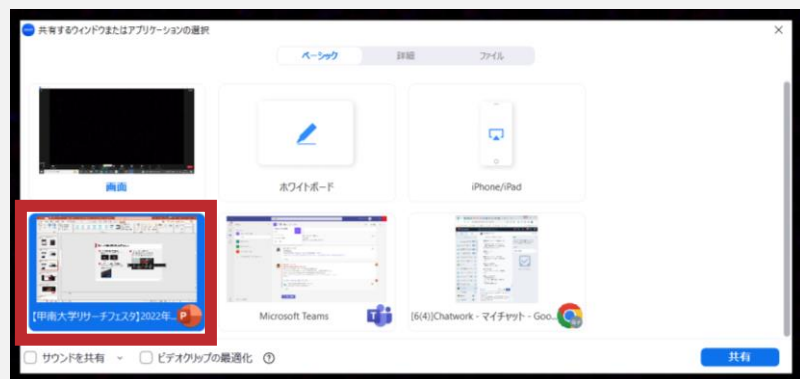 共有するウィンドウまたはアプリケーションの選択
ベーシック 詳細 ファイル
画面 ホワイトボード iPhone/iPad
【甲南大学リサーチフェスタ】2022年... Microsoft Teams [6(4)]Chatwork - マイチャット - Goo...
サウンドを共有 ビデオクリップの最適化 共有